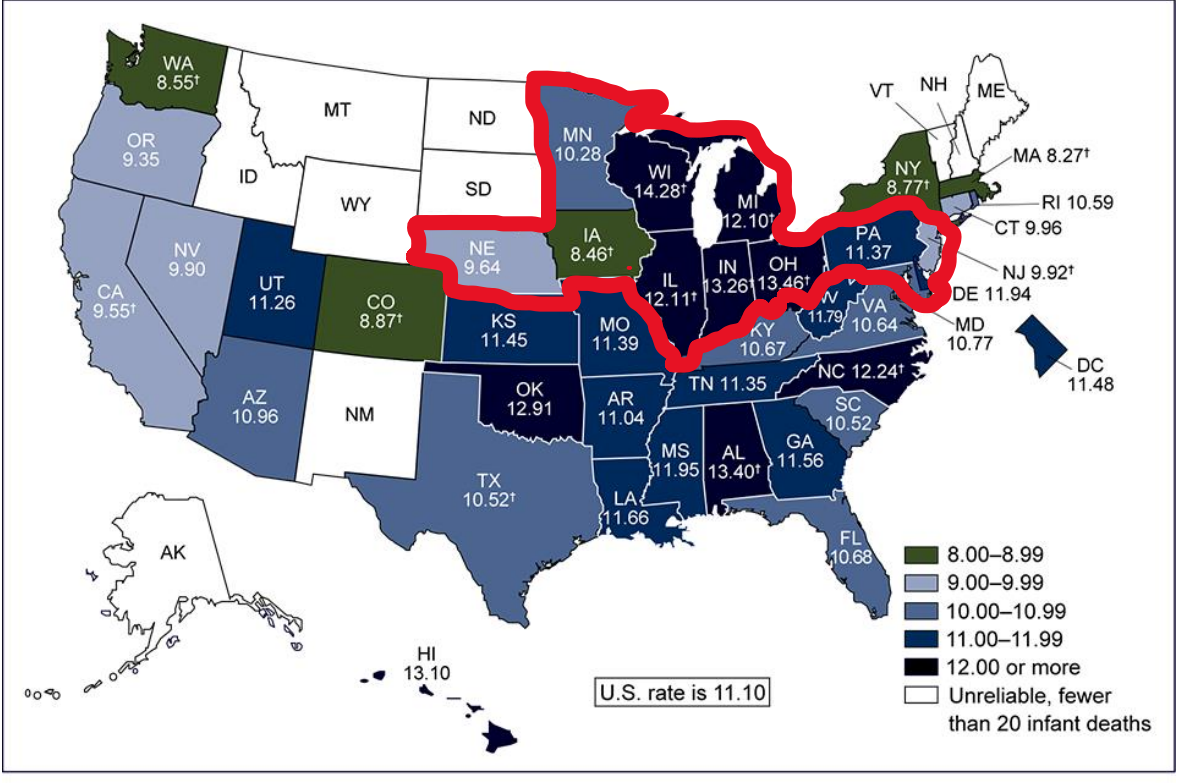 WA
8.55†
OR
9.35
MT
ID
WY
ND
SD
MN
10.28
WI
14.28†
MI
12.10†
VT
NH
ME
NY
8.77†
MA 8.27†
RI 10.59
CT 9.96
NJ 9.92†
DE 11.94
MD
10.77
DC
11.48
NV
9.90
CA
9.55†
UT
11.26
CO
8.87†
NE
9.64
IA
8.46†
IL
12.11†
IN
13.26†
OH
13.46†
PA
11.37
11.79
VA
10.64
KS
11.45
MO
11.39
KY
10.67
TN 11.35
NC 12.24†
AZ
10.96
NM
OK
12.91
AR
11.04
SC
10.52
MS
11.95
AL
13.40†
GA
11.56
TX
10.52†
LA
11.66
FL
10.68
AK
HI
13.10
U.S. rate is 11.10
8.00–8.99
9.00–9.99
10.00–10.99
11.00–11.99
12.00 or more
Unreliable, fewer
than 20 infant deaths